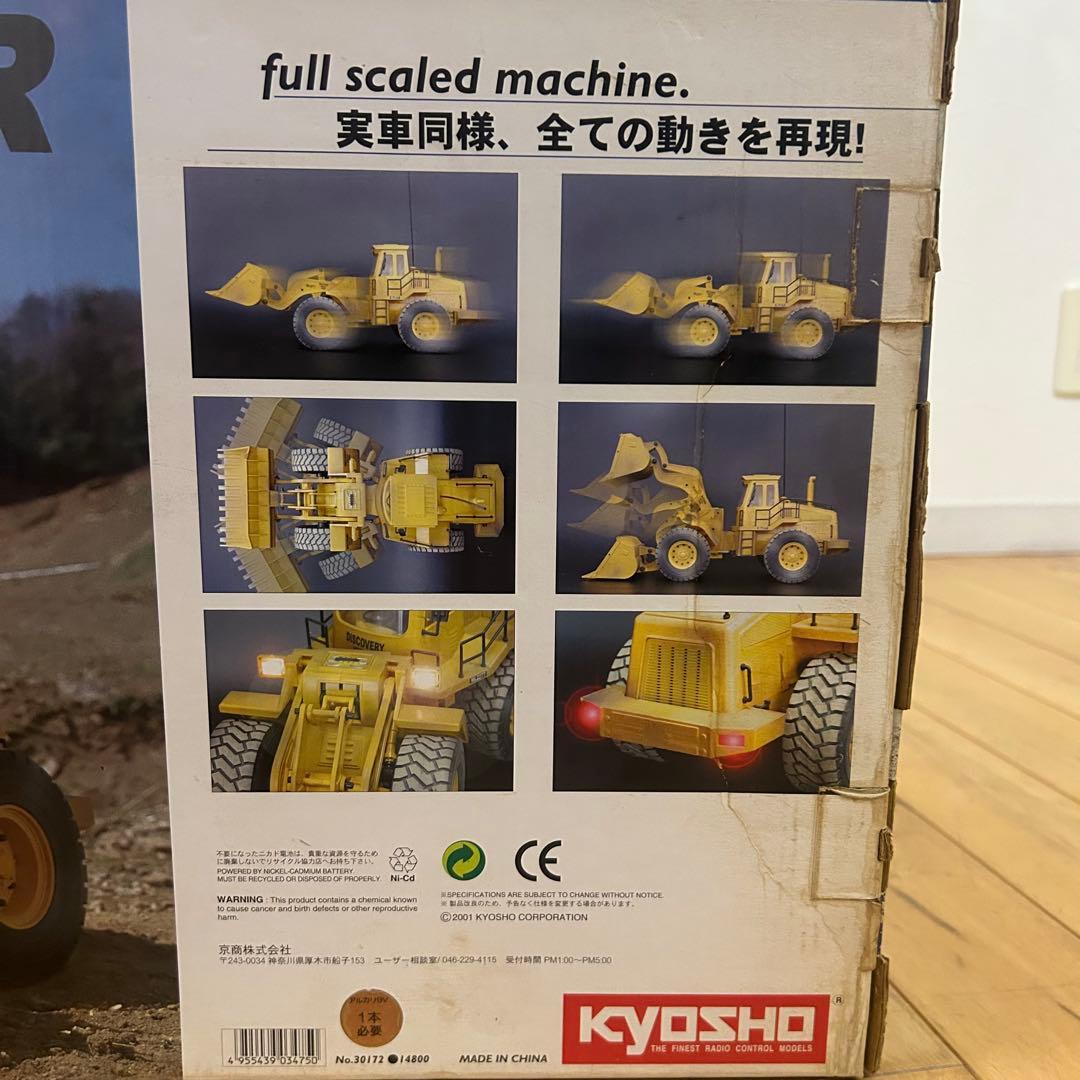 R
full scaled machine.
実車同様、全ての動きを再現!
DISCOVERY
不要になったニカド電池は、貴重な資源を守るため
に廃棄しないでリサイクル協力店へお持ち下さい。
POWERED BY NICKEL-CADMIUM BATTERY.
MUST BE RECYCLED OR DISPOSED OF PROPERLY.
Ni-Cd
CE
WARNING : This product contains a chemical known
to cause cancer and birth defects or other reproductive
harm.
※SPECIFICATIONS ARE SUBJECT TO CHANGE WITHOUT NOTICE.
※ 製品改良のため、予告なく仕様を変更する場合があります。
©2001 KYOSHO CORPORATION
京商株式会社
〒243-0034 神奈川県厚木市船子153 ユーザー相談室/ 046-229-4115 受付時間 PM1:00~PM5:00
アルカリ9V
1本
必要
4 955439 034750
No.30172 ●14800
MADE IN CHINA
KYOSHO®
THE FINEST RADIO CONTROL MODELS